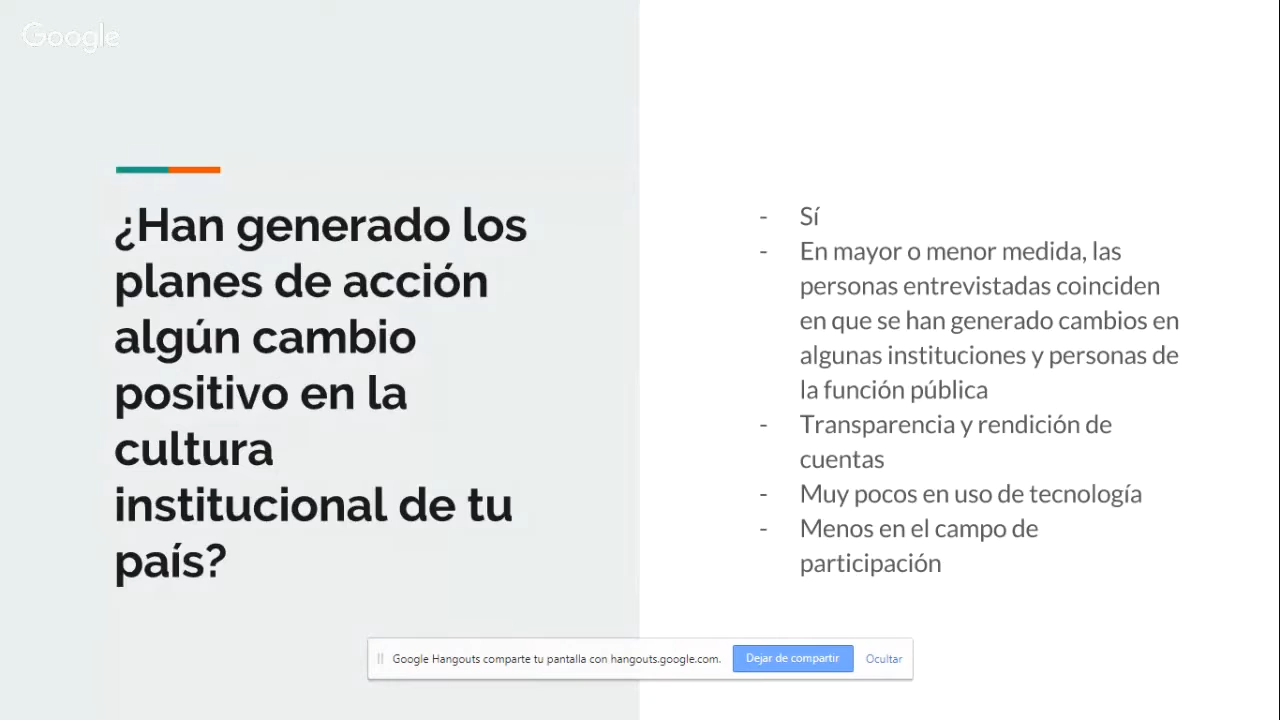 Google
¿Han generado los
planes de acción
algún cambio
positivo en la
cultura
institucional de tu
país?
- Sí
- En mayor o menor medida, las
personas entrevistadas coinciden
en que se han generado cambios en
algunas instituciones y personas de
la función pública
- Transparencia y rendición de
cuentas
- Muy pocos en uso de tecnología
- Menos en el campo de
participación
Google Hangouts comparte tu pantalla con hangouts.google.com. Dejar de compartir Ocultar